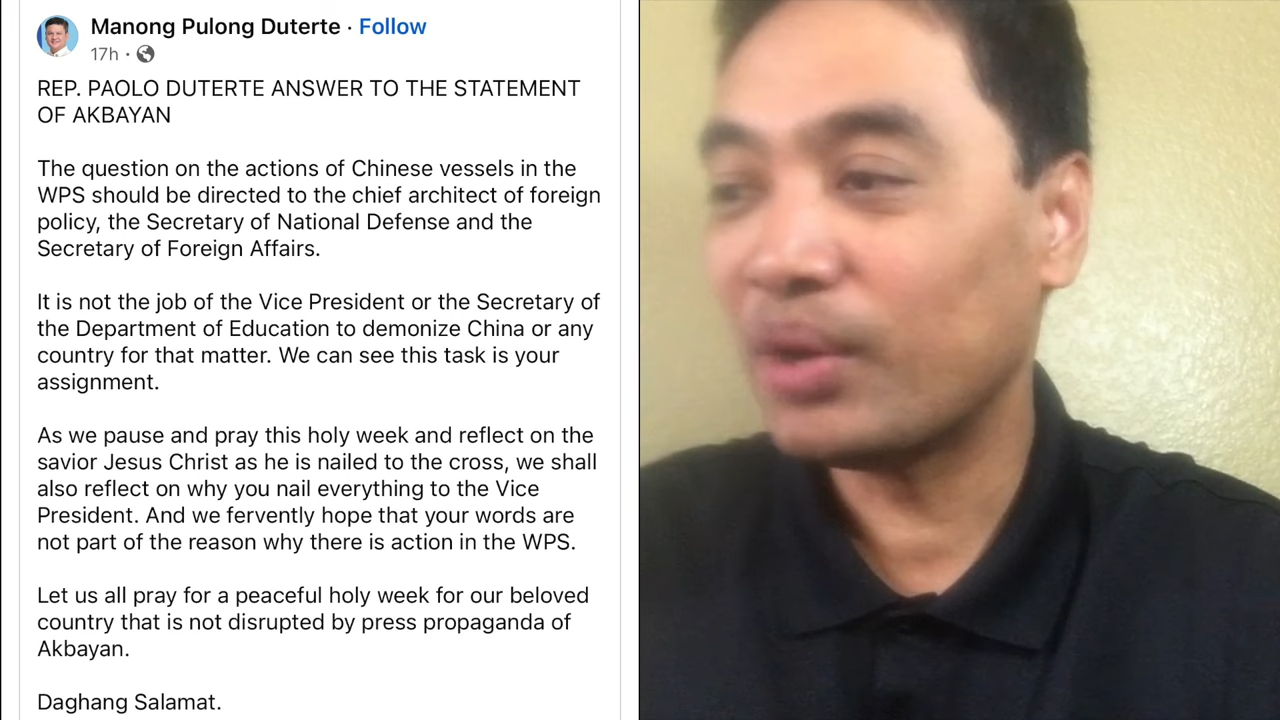 Manong Pulong Duterte · Follow
17h ·
REP. PAOLO DUTERTE ANSWER TO THE STATEMENT
OF AKBAYAN
The question on the actions of Chinese vessels in the
WPS should be directed to the chief architect of foreign
policy, the Secretary of National Defense and the
Secretary of Foreign Affairs.
It is not the job of the Vice President or the Secretary of
the Department of Education to demonize China or any
country for that matter. We can see this task is your
assignment.
As we pause and pray this holy week and reflect on the
savior Jesus Christ as he is nailed to the cross, we shall
also reflect on why you nail everything to the Vice
President. And we fervently hope that your words are
not part of the reason why there is action in the WPS.
Let us all pray for a peaceful holy week for our beloved
country that is not disrupted by press propaganda of
Akbayan.
Daghang Salamat.